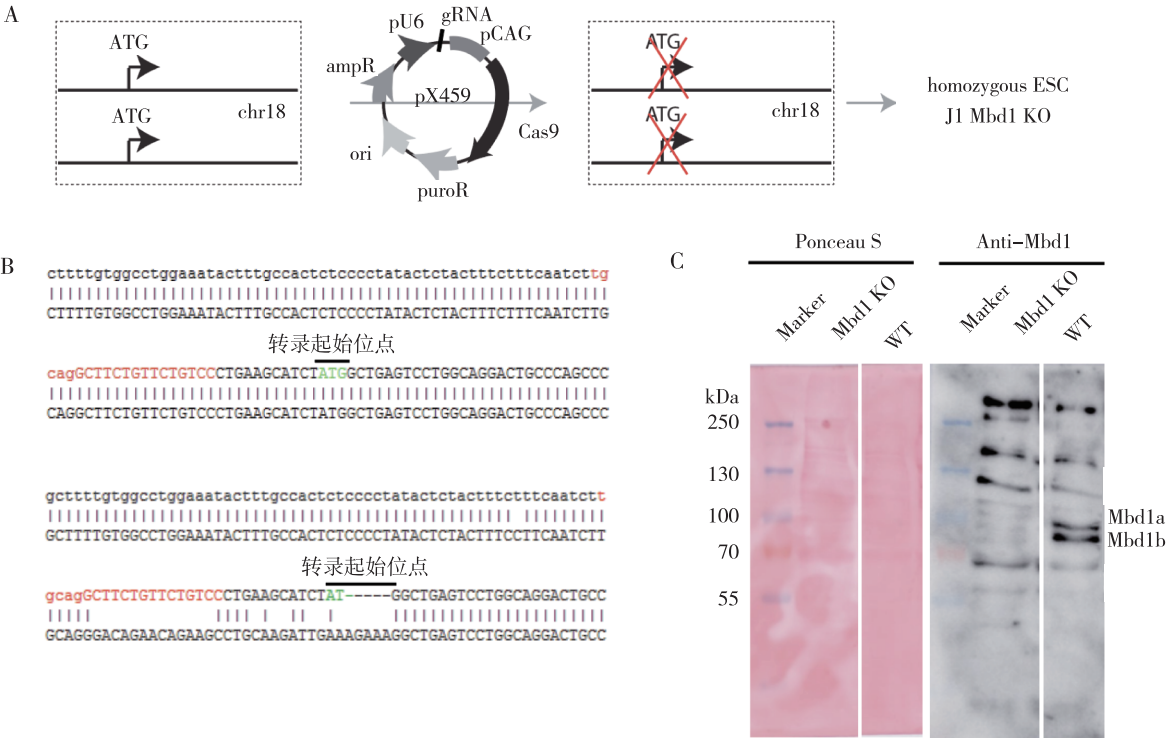 A
ATG
ATG
chr18
pU6
gRNA
pCAG
ampR
pX459
Cas9
ori
puroR
ATG
ATG
chr18
homozygous ESC
J1 Mbd1 KO
B
cttttgtggcctggaaatactttgccactctcccctatactctactttctttcaatcttg
CTTTTGTGGCCTGGAAATACTTTGCCACTCTCCCCTATACTCTACTTTCTTTCAATCTTG
转录起始位点
cagGCTTCTGTTCTGTCCCTGAAGCATCTATGGCTGAGTCCTGGCAGGACTGCCCAGCCC
CAGGCTTCTGTTCTGTCCCTGAAGCATCTATGGCTGAGTCCTGGCAGGACTGCCCAGCCC
gcttttgtggcctggaaatactttgccactctcccctatactctactttctttcaatctt
GCTTTTGTGGCCTGGAAATACTTTGCCACTCTCCCCTATACTCTACTTTCCTTCAATCTT
转录起始位点
gcagGCTTCTGTTCTGTCCCTGAAGCATCTAT-----GGCTGAGTCCTGGCAGGACTGCC
GCAGGGACAGAACAGAAGCCTGCAAGATTGAAAGAAAGGCTGAGTCCTGGCAGGACTGCC
C
Ponceau S
Anti-Mbd1
Marker
Mbd1 KO
WT
Marker
Mbd1 KO
WT
kDa
250
130
100
70
55
Mbd1a
Mbd1b